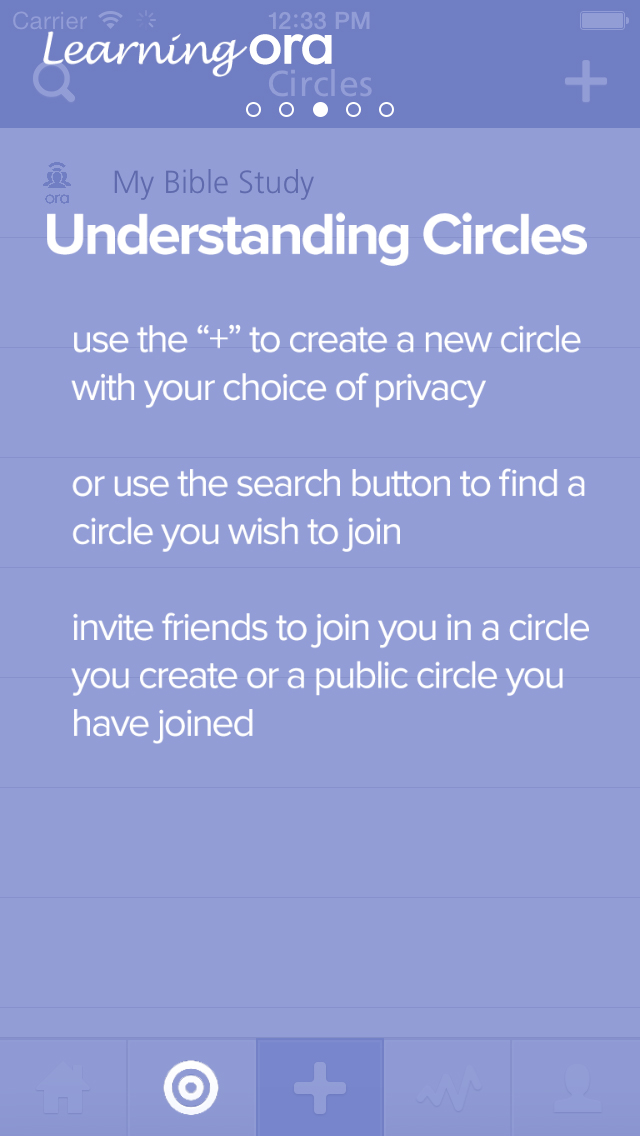 Carrier 12:33 PM
Learning ora
Circles
My Bible Study
ora
Understanding Circles
use the “+” to create a new circle
with your choice of privacy
or use the search button to find a
circle you wish to join
invite friends to join you in a circle
you create or a public circle you
have joined